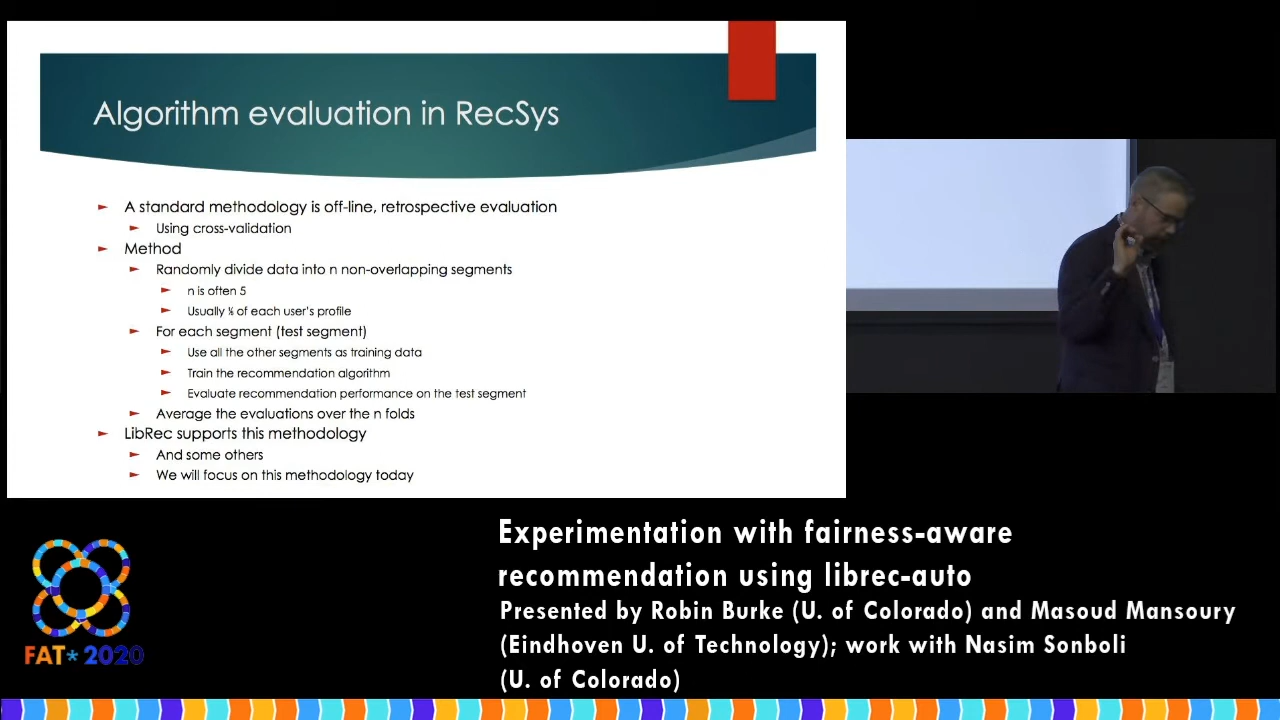 Algorithm evaluation in RecSys
A standard methodology is off-line, retrospective evaluation
Using cross-validation
Method
Randomly divide data into n non-overlapping segments
n is often 5
Usually ⅕ of each user's profile
For each segment (test segment)
Use all the other segments as training data
Train the recommendation algorithm
Evaluate recommendation performance on the test segment
Average the evaluations over the n folds
LibRec supports this methodology
And some others
We will focus on this methodology today
Experimentation with fairness-aware
recommendation using librec-auto
Presented by Robin Burke (U. of Colorado) and Masoud Mansoury
(Eindhoven U. of Technology); work with Nasim Sonboli
(U. of Colorado)
FAT* 2020